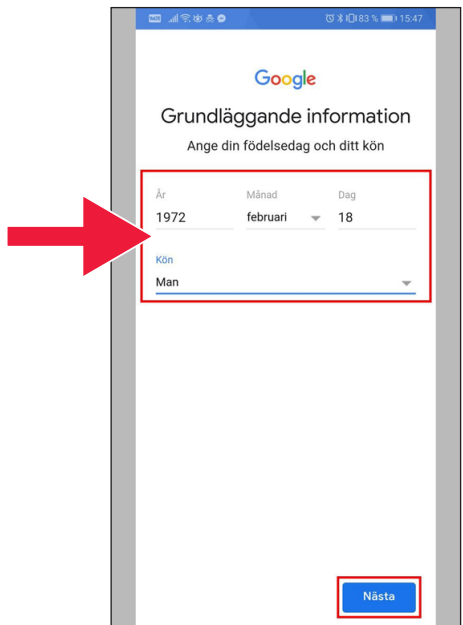 83 % 15:47
Google
Grundläggande information
Ange din födelsedag och ditt kön
År Månad Dag
1972 februari 18
Kön
Man
Nästa